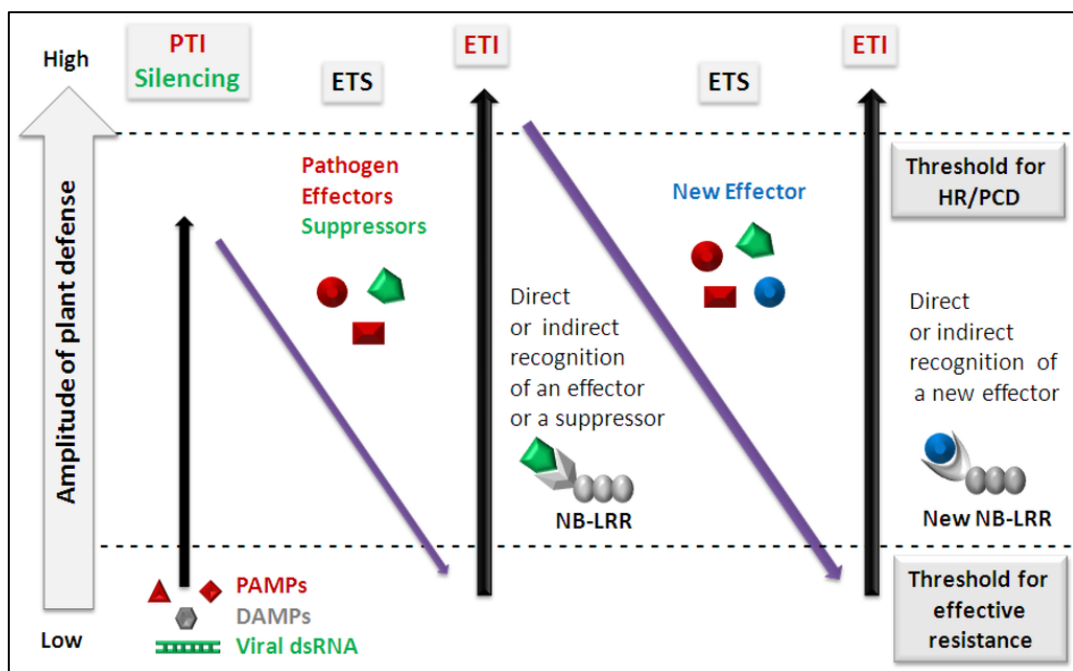 High
Amplitude of plant defense
Low
PTI
Silencing
ETS
ETI
ETS
ETI
Pathogen
Effectors
Suppressors
New Effector
Threshold for
HR/PCD
Direct
or indirect
recognition
of an effector
or a suppressor
NB-LRR
Direct
or indirect
recognition of
a new effector
New NB-LRR
PAMPs
DAMPs
Viral dsRNA
Threshold for
effective
resistance